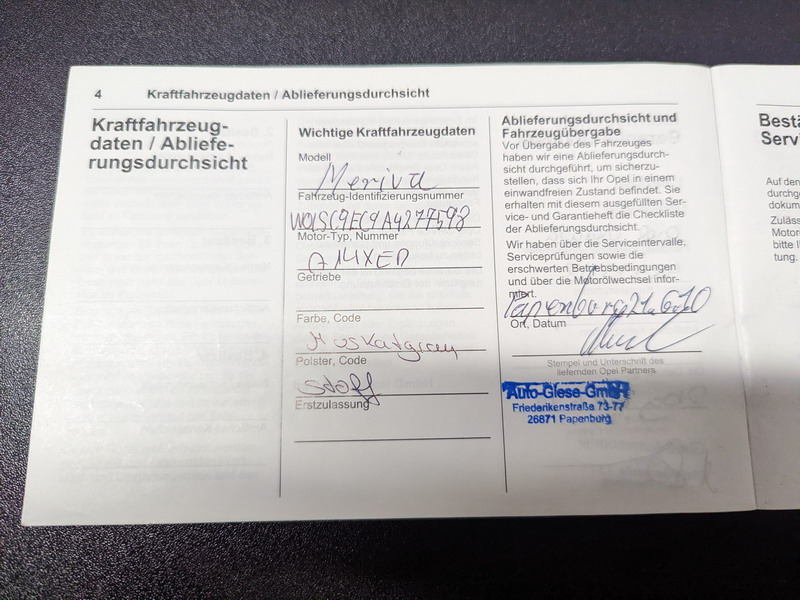 4 Kraftfahrzeugdaten / Ablieferungsdurchsicht
Kraftfahrzeug-
daten / Abliefe-
rungsdurchsicht
Wichtige Kraftfahrzeugdaten
Modell
Meriva
Fahrzeug-Identifizierungsnummer
W0LSC9EC9A4277598
Motor-Typ, Nummer
A14XER
Getriebe
Farbe, Code
Muskatgrau
Polster, Code
Stoff
Erstzulassung
Ablieferungsdurchsicht und
Fahrzeugübergabe
Vor Übergabe des Fahrzeuges
haben wir eine Ablieferungsdurch-
sicht durchgeführt, um sicherzu-
stellen, dass sich Ihr Opel in einem
einwandfreien Zustand befindet. Sie
erhalten mit diesem ausgefüllten Ser-
vice- und Garantieheft die Checkliste
der Ablieferungsdurchsicht.
Wir haben über die Serviceintervalle,
Serviceprüfungen sowie die
erschwerten Betriebsbedingungen
und über die Motorölwechsel infor-
miert.
Papenburg 21.6.10
Ort, Datum
Stempel und Unterschrift des
liefernden Opel Partners
Auto-Giese-GmbH
Friederikenstraße 73-77
26871 Papenburg
Bestä
Servi
Auf den
durchge
dokum
Zuläss
Motor
bitte I
tung.